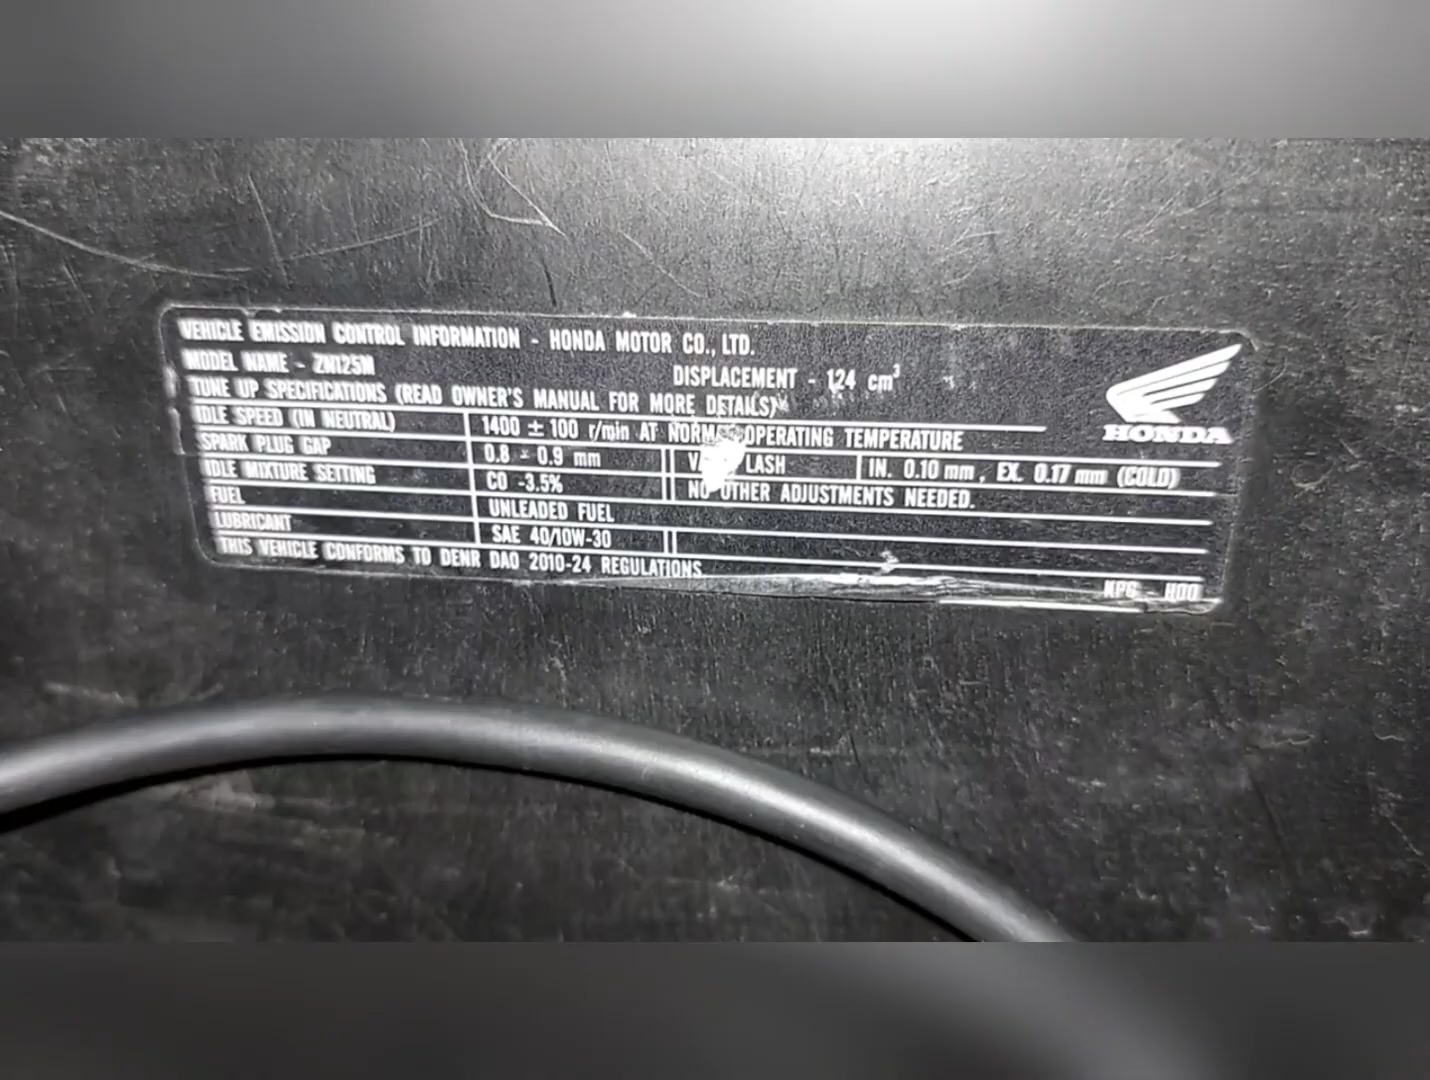 VEHICLE EMISSION CONTROL INFORMATION - HONDA MOTOR CO., LTD.
MODEL NAME - ZN125M DISPLACEMENT - 124 cm³
TUNE UP SPECIFICATIONS (READ OWNER'S MANUAL FOR MORE DETAILS)
IDLE SPEED (IN NEUTRAL) 1400 ± 100 r/min AT OPERATING TEMPERATURE
SPARK PLUG GAP 0.8 - 0.9 mm LASH IN. 0.10 mm , EX. 0.17 mm (COLD)
IDLE MIXTURE SETTING CO -3.5% NO OTHER ADJUSTMENTS NEEDED.
FUEL UNLEADED FUEL
LUBRICANT SAE 40/10W-30
THIS VEHICLE CONFORMS TO DENR DAO 2010-24 REGULATIONS
HONDA